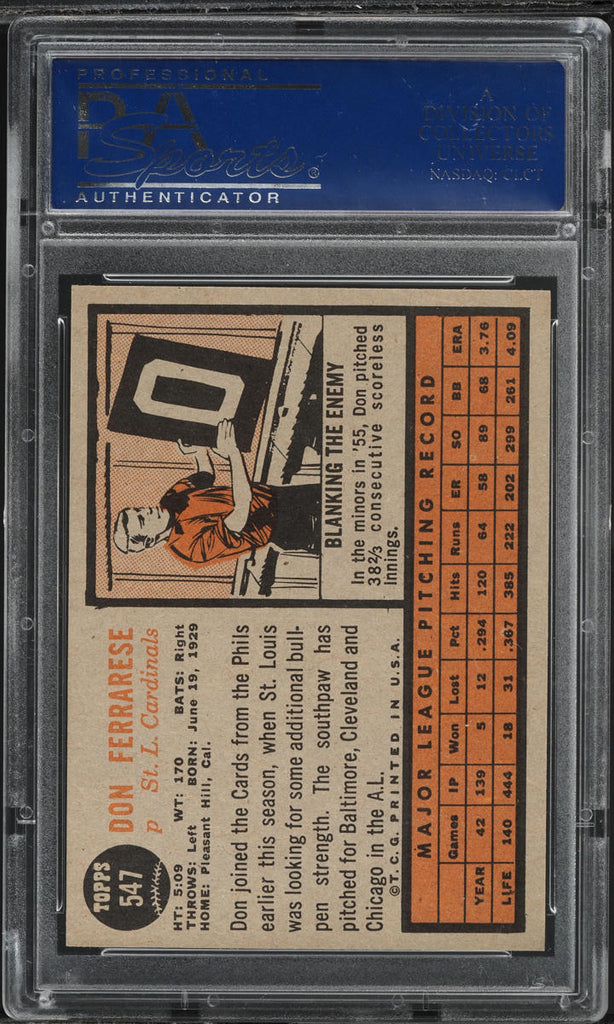 PROFESSIONAL
PSA
Sports®
AUTHENTICATOR
A
DIVISION OF
COLLECTORS
UNIVERSE
NASDAQ: CLCT
TOPPS
547
DON FERRARESE
p St. L. Cardinals
HT: 5:09 WT: 170 BATS: Right
THROWS: Left BORN: June 19, 1929
HOME: Pleasant Hill, Cal.
Don joined the Cards from the Phils
earlier this season, when St. Louis
was looking for some additional bull-
pen strength. The southpaw has
pitched for Baltimore, Cleveland and
Chicago in the A.L.
©T.C.G. PRINTED IN U.S.A.
0
BLANKING THE ENEMY
In the minors in '55, Don pitched
38⅔ consecutive scoreless
innings.
MAJOR LEAGUE PITCHING RECORD
Games IP Won Lost Pct Hits Runs ER SO BB ERA
YEAR 42 139 5 12 .294 120 64 58 89 68 3.76
LIFE 140 444 18 31 .367 385 222 202 299 261 4.09